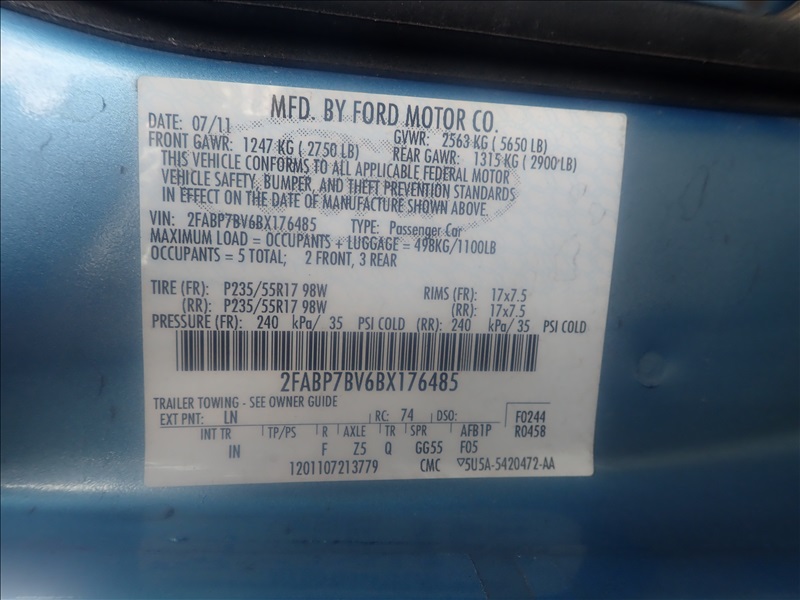 MFD. BY FORD MOTOR CO.
DATE: 07/11 GVWR: 2563 KG ( 5650 LB)
FRONT GAWR: 1247 KG ( 2750 LB) REAR GAWR: 1315 KG ( 2900 LB)
THIS VEHICLE CONFORMS TO ALL APPLICABLE FEDERAL MOTOR
VEHICLE SAFETY, BUMPER, AND THEFT PREVENTION STANDARDS
IN EFFECT ON THE DATE OF MANUFACTURE SHOWN ABOVE.
VIN: 2FABP7BV6BX176485 TYPE: Passenger Car
MAXIMUM LOAD = OCCUPANTS + LUGGAGE = 498KG/1100LB
OCCUPANTS = 5 TOTAL; 2 FRONT, 3 REAR
TIRE (FR): P235/55R17 98W RIMS (FR): 17x7.5
(RR): P235/55R17 98W (RR): 17x7.5
PRESSURE (FR): 240 kPa/ 35 PSI COLD (RR): 240 kPa/ 35 PSI COLD
2FABP7BV6BX176485
TRAILER TOWING - SEE OWNER GUIDE
EXT PNT: LN RC: 74 DSO: F0244
INT TR TP/PS R AXLE TR SPR AFB1P R0458
IN F Z5 Q GG55 F05
1201107213779 CMC ▽5U5A-5420472-AA